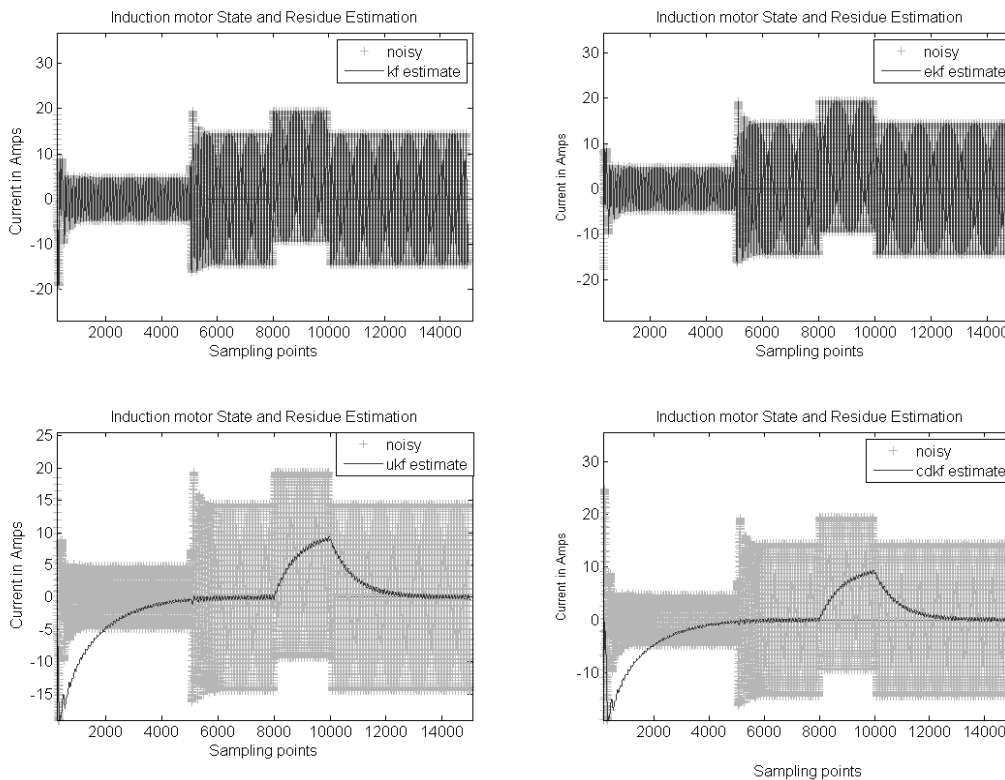 Induction motor State and Residue Estimation
noisy
kf estimate
Current in Amps
30
20
10
0
-10
-20
2000 4000 6000 8000 10000 12000 14000
Sampling points
Induction motor State and Residue Estimation
noisy
ekf estimate
Current in Amps
30
20
10
0
-10
-20
2000 4000 6000 8000 10000 12000 14000
Sampling points
Induction motor State and Residue Estimation
noisy
ukf estimate
Current in Amps
25
20
15
10
5
0
-5
-10
-15
2000 4000 6000 8000 10000 12000 14000
Sampling points
Induction motor State and Residue Estimation
noisy
cdkf estimate
Current in Amps
30
20
10
0
-10
2000 4000 6000 8000 10000 12000 14000
Sampling points